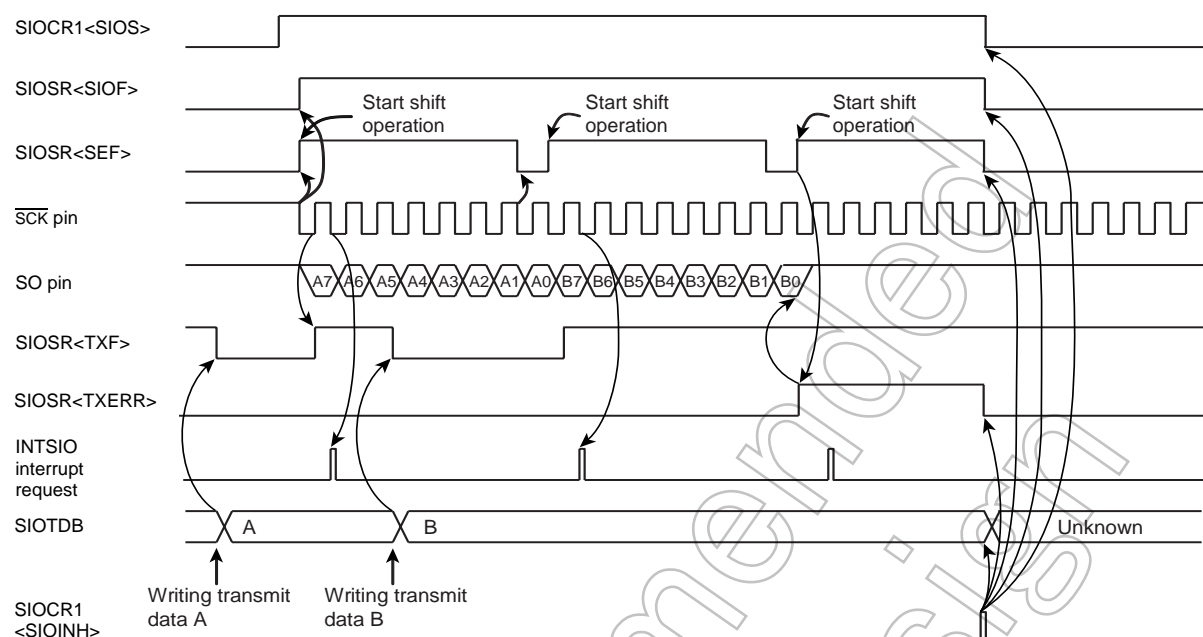 SIOCR1<SIOS>
SIOSR<SIOF>
Start shift
operation
Start shift
operation
Start shift
operation
SIOSR<SEF>
SCK pin
SO pin
A7 A6 A5 A4 A3 A2 A1 A0 B7 B6 B5 B4 B3 B2 B1 B0
SIOSR<TXF>
SIOSR<TXERR>
INTSIO
interrupt
request
SIOTDB
A
B
Unknown
Writing transmit
data A
Writing transmit
data B
SIOCR1
<SIOINH>
mended
sign